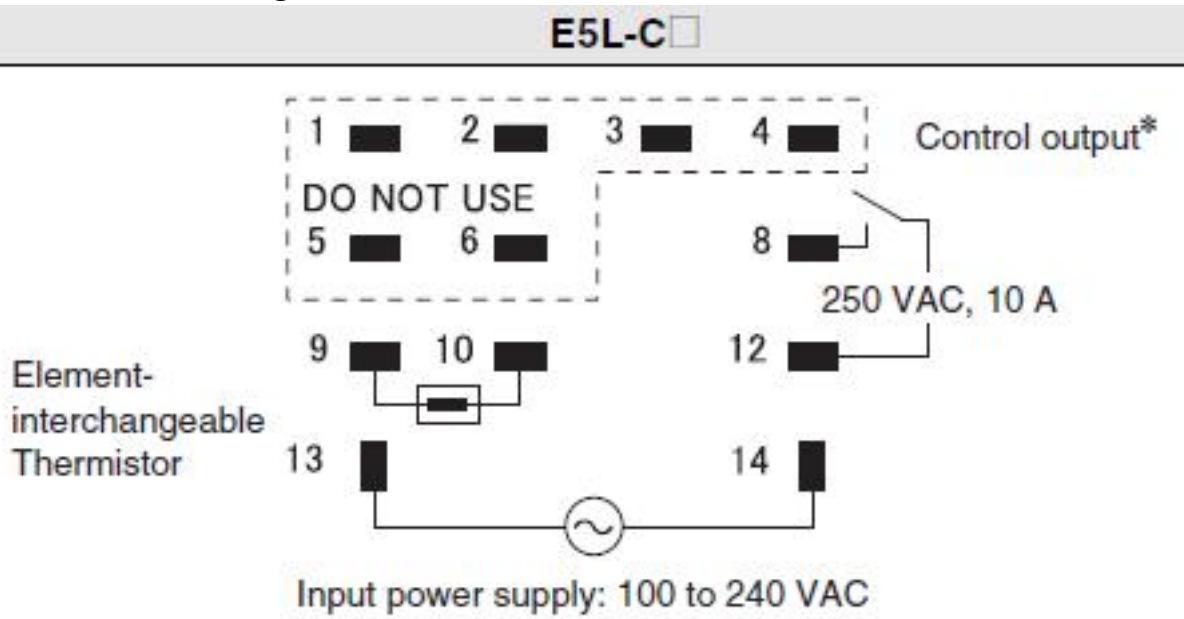 E5L-C□
1 2 3 4 Control output*
DO NOT USE
5 6 8
250 VAC, 10 A
9 10 12
Element-
interchangeable
Thermistor
13 14
Input power supply: 100 to 240 VAC